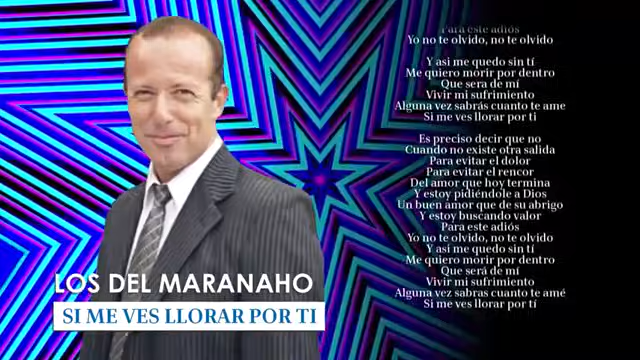 Para este adiós
Yo no te olvido, no te olvido
Y asi me quedo sin tí
Me quiero morir por dentro
Que sera de mí
Vivir mi sufrimiento
Alguna vez sabrás cuanto te ame
Si me ves llorar por ti
Es preciso decir que no
Cuando no existe otra salida
Para evitar el dolor
Para evitar el rencor
Del amor que hoy termina
Y estoy pidiéndole a Dios
Un buen amor que de su abrigo
Y estoy buscando valor
Para este adiós
Yo no te olvido, no te olvido
Y asi me quedo sin tí
Me quiero morir por dentro
Que será de mí
Vivir mi sufrimiento
Alguna vez sabras cuanto te amé
Si me ves llorar por tí
LOS DEL MARANAHO
SI ME VES LLORAR POR TI